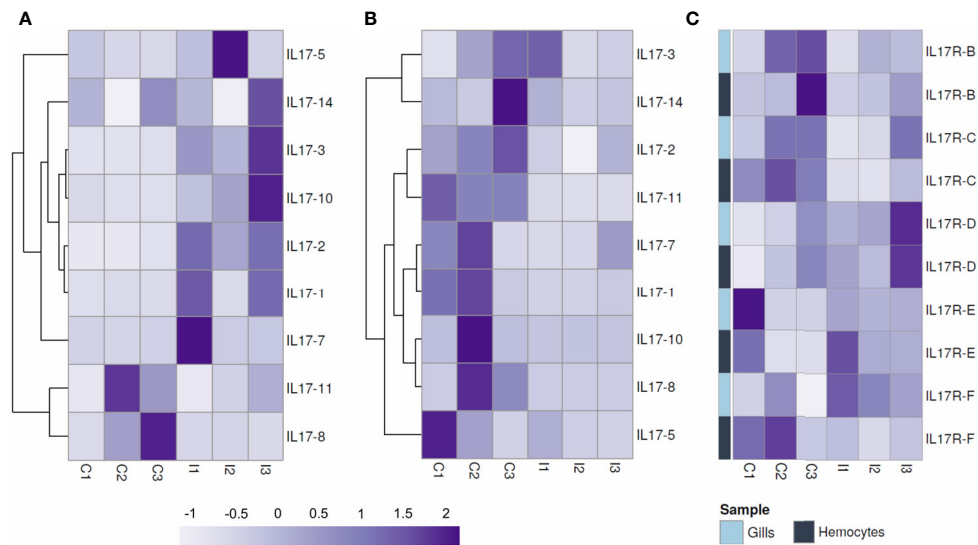 A
B
C
IL17-5
IL17-14
IL17-3
IL17-10
IL17-2
IL17-1
IL17-7
IL17-11
IL17-8
C1
C2
C3
I1
I2
I3
IL17-3
IL17-14
IL17-2
IL17-11
IL17-7
IL17-1
IL17-10
IL17-8
IL17-5
C1
C2
C3
I1
I2
I3
IL17R-B
IL17R-B
IL17R-C
IL17R-C
IL17R-D
IL17R-D
IL17R-E
IL17R-E
IL17R-F
IL17R-F
C1
C2
C3
I1
I2
I3
-1 -0.5 0 0.5 1 1.5 2
Sample
Gills Hemocytes